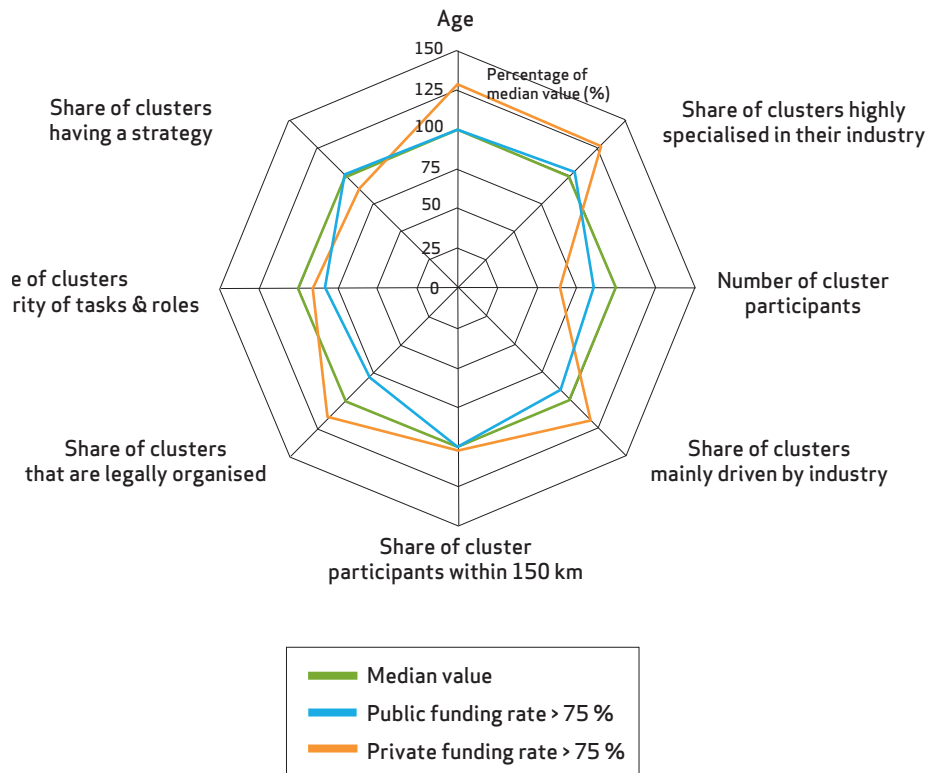 Age
150
Percentage of
median value (%)
125
Share of clusters
having a strategy
Share of clusters highly
specialised in their industry
100
75
50
25
0
e of clusters
rity of tasks & roles
Number of cluster
participants
Share of clusters
that are legally organised
Share of clusters
mainly driven by industry
Share of cluster
participants within 150 km
Median value
Public funding rate > 75 %
Private funding rate > 75 %